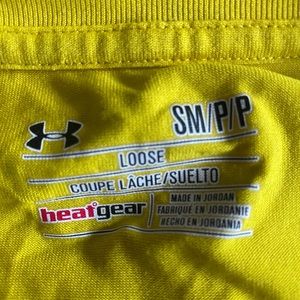 SM/P/P
LOOSE
COUPE LÂCHE/SUELTO
heatgear
MADE IN JORDAN
FABRIQUÉ EN JORDANIE
HECHO EN JORDANIA